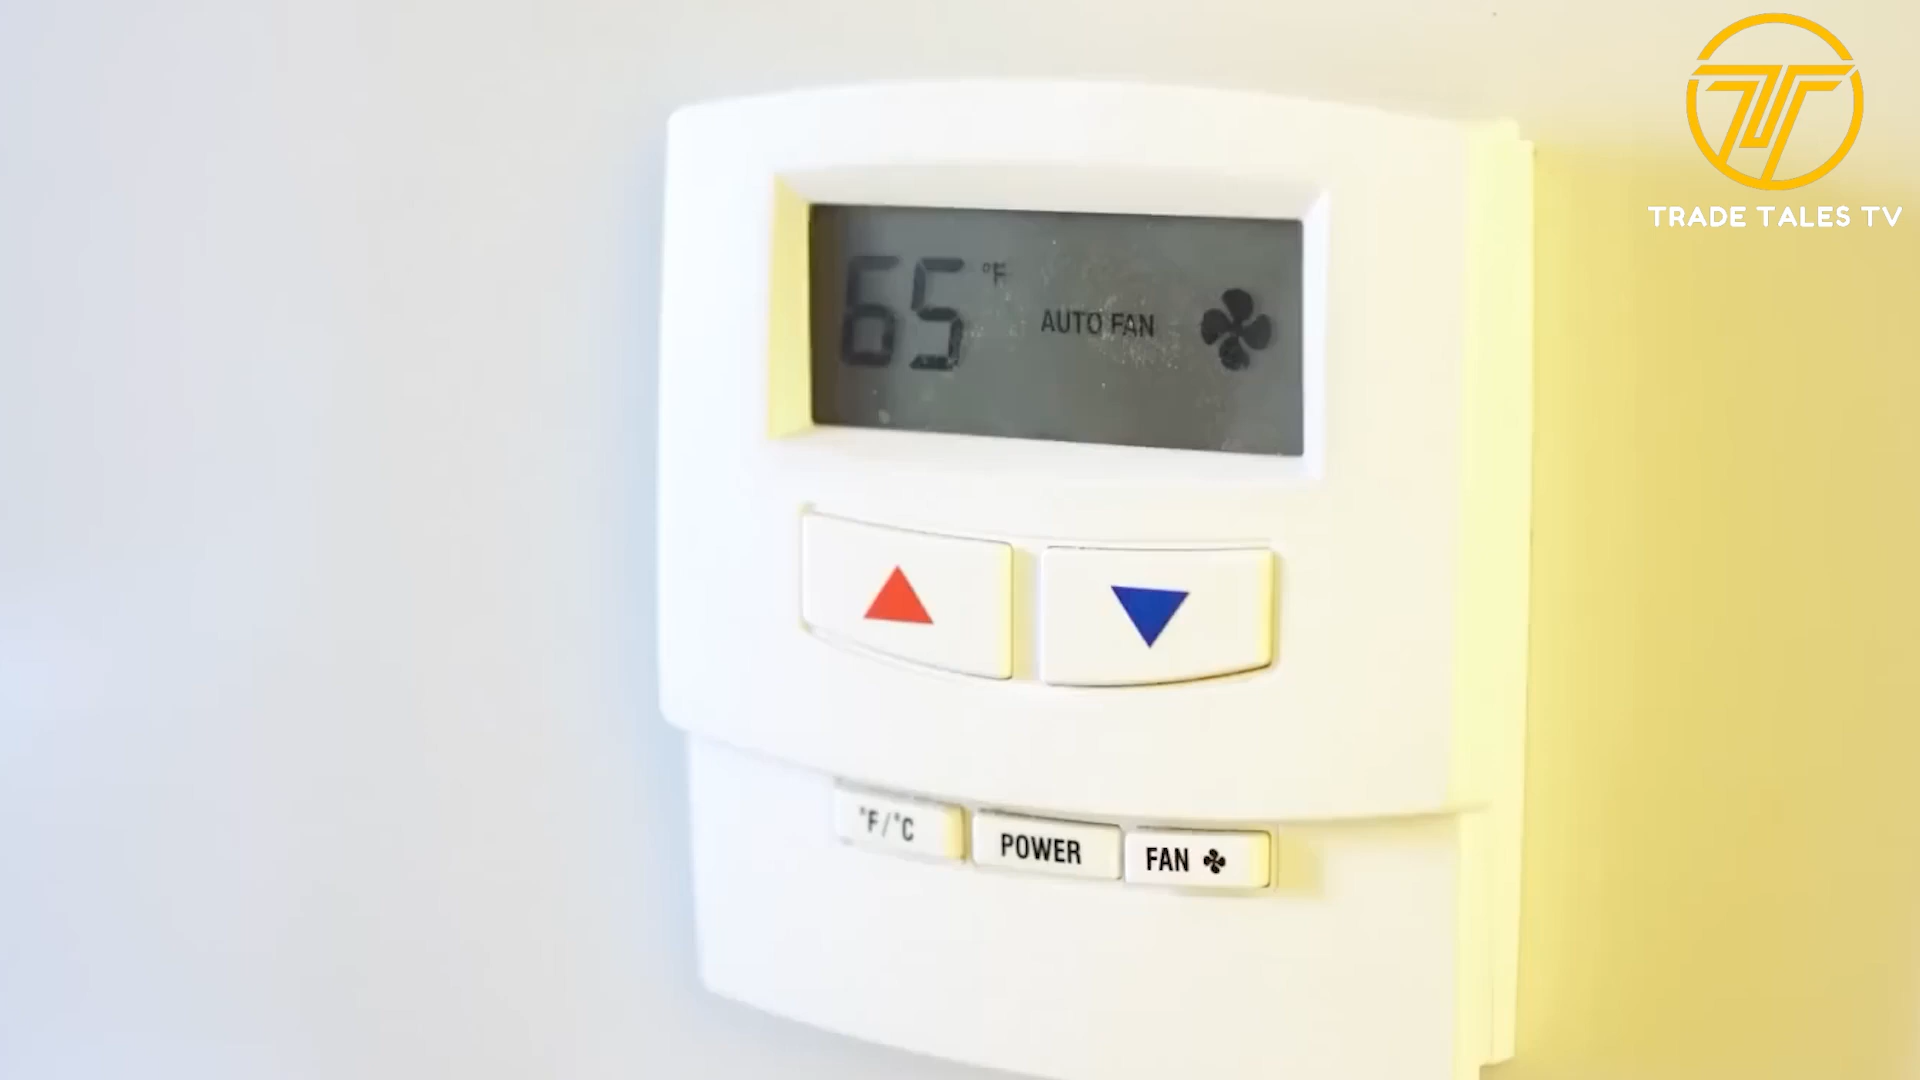 TRADE TALES TV
65 °F
AUTO FAN
°F/°C
POWER
FAN